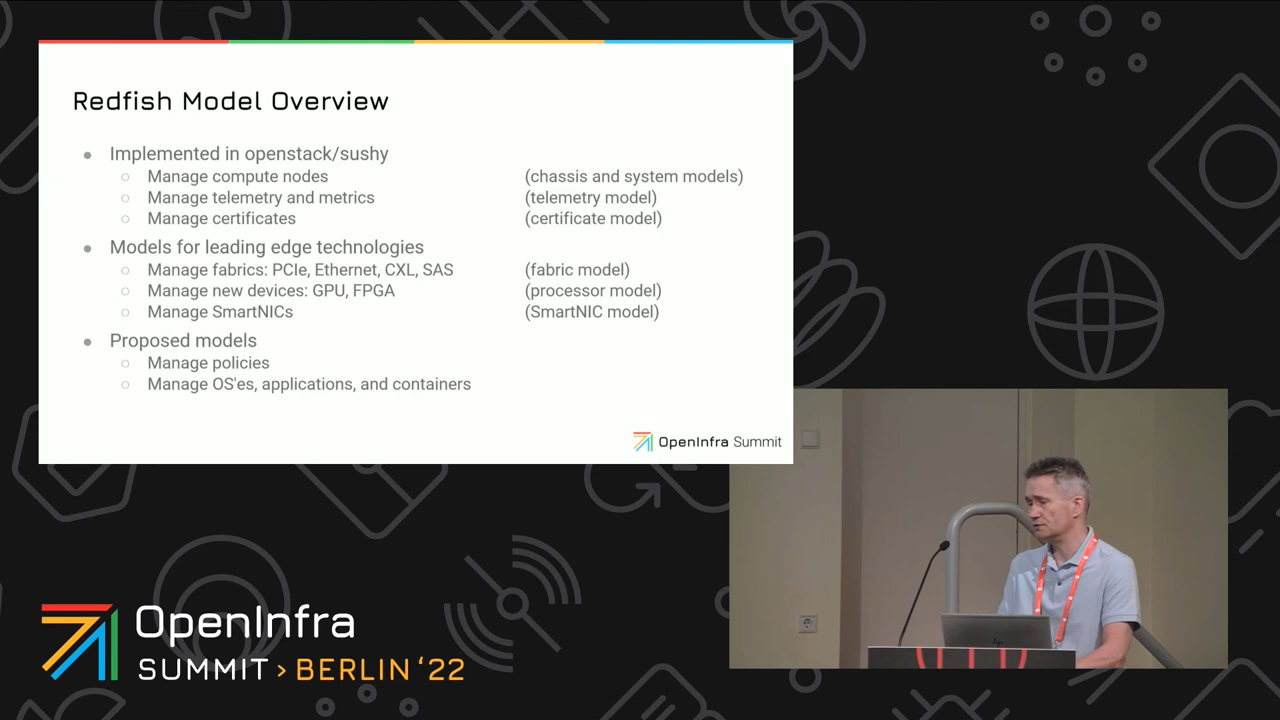 Redfish Model Overview
Implemented in openstack/sushy
Manage compute nodes (chassis and system models)
Manage telemetry and metrics (telemetry model)
Manage certificates (certificate model)
Models for leading edge technologies
Manage fabrics: PCIe, Ethernet, CXL, SAS (fabric model)
Manage new devices: GPU, FPGA (processor model)
Manage SmartNICs (SmartNIC model)
Proposed models
Manage policies
Manage OS'es, applications, and containers
OpenInfra Summit
OpenInfra
SUMMIT > BERLIN ‘22